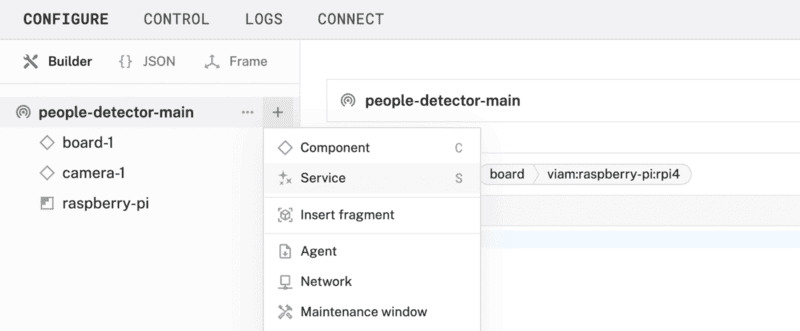 CONFIGURE CONTROL LOGS CONNECT
Builder {} JSON Frame
people-detector-main ... +
people-detector-main
board-1
camera-1
raspberry-pi
Component C
Service S
Insert fragment
Agent
Network
Maintenance window
board viam:raspberry-pi:rpi4